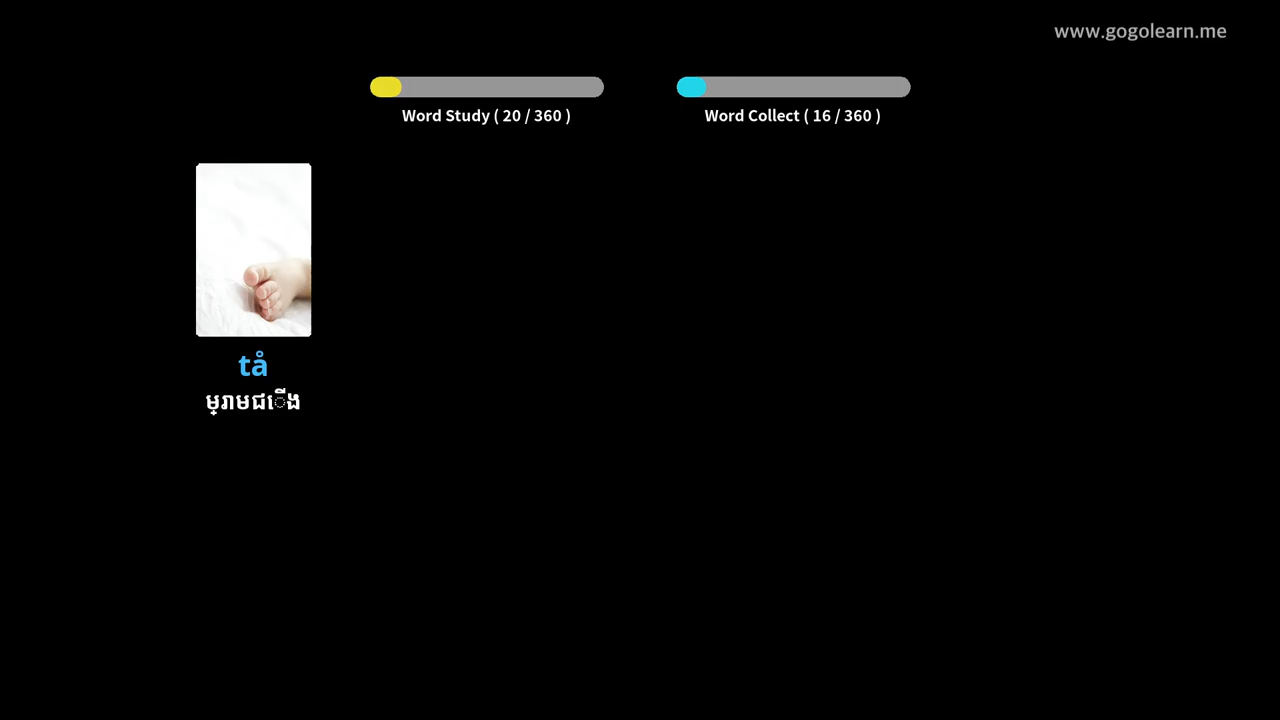 www.gogolearn.me
Word Study ( 20 / 360 )
Word Collect ( 16 / 360 )
tå
ម្រាមជើង